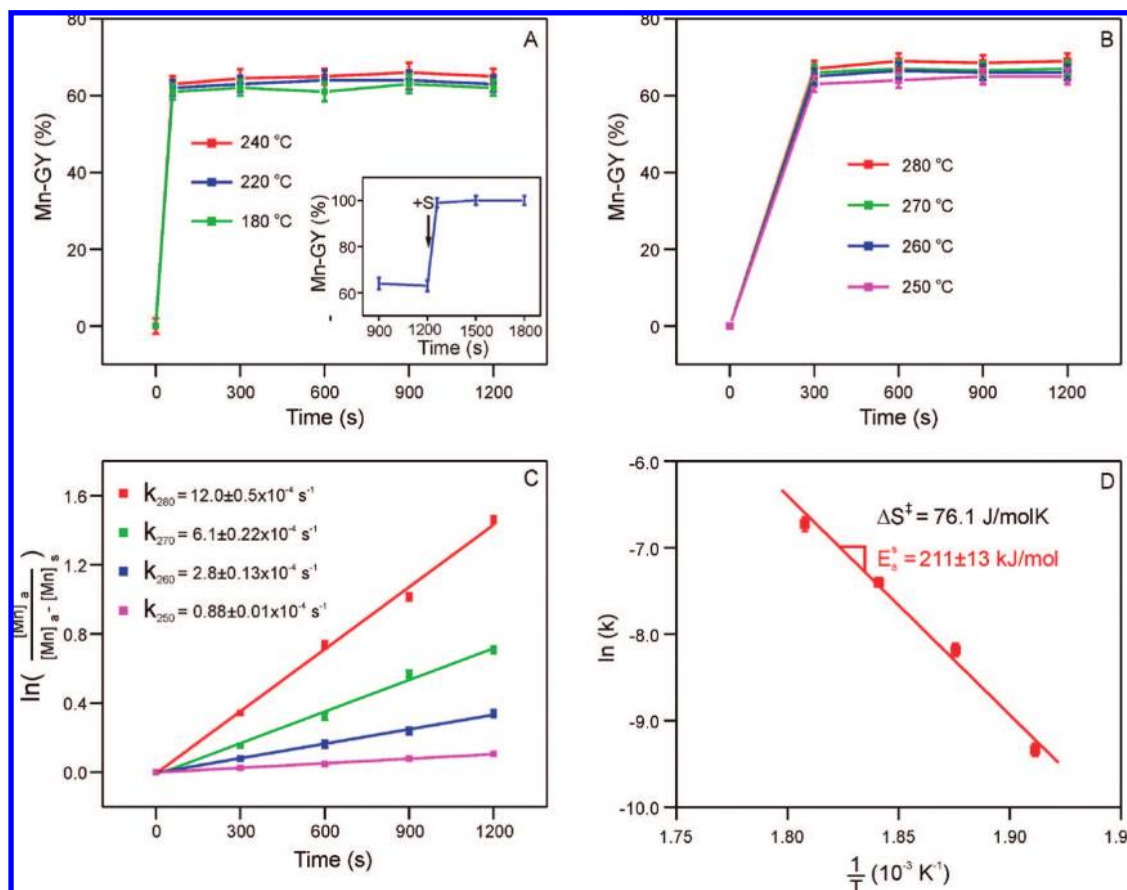 A
Mn-GY (%)
80
60
40
20
0
240 °C
220 °C
180 °C
Mn-GY (%)
100
80
60
+S
900 1200 1500 1800
Time (s)
0 300 600 900 1200
Time (s)
B
Mn-GY (%)
80
60
40
20
0
280 °C
270 °C
260 °C
250 °C
0 300 600 900 1200
Time (s)
C
ln( [Mn]a / [Mn]a - [Mn]s )
1.6
1.2
0.8
0.4
0.0
k280 = 12.0±0.5x10⁻⁴ s⁻¹
k270 = 6.1±0.22x10⁻⁴ s⁻¹
k260 = 2.8±0.13x10⁻⁴ s⁻¹
k250 = 0.88±0.01x10⁻⁴ s⁻¹
0 300 600 900 1200
Time (s)
D
ln (k)
-6.0
-7.0
-8.0
-9.0
-10.0
ΔS‡ = 76.1 J/molK
Eₐˢ = 211±13 kJ/mol
1.75 1.80 1.85 1.90 1.9
1/T (10⁻³ K⁻¹)